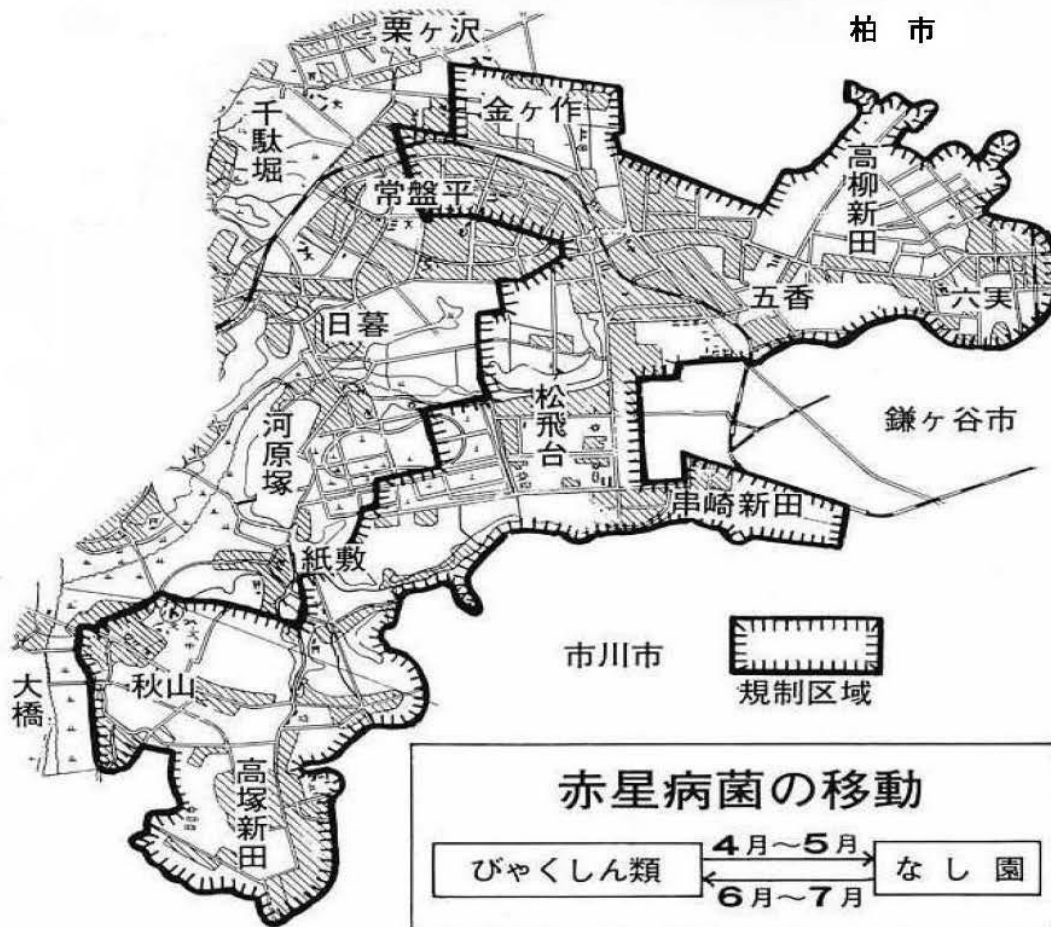 柏市
栗ヶ沢
金ヶ作
千駄堀
高柳新田
常盤平
五香
六実
日暮
松飛台
鎌ヶ谷市
河原塚
串崎新田
紙敷
市川市
規制区域
大橋
秋山
高塚新田
赤星病菌の移動
びゃくしん類
4月～5月
6月～7月
なし園